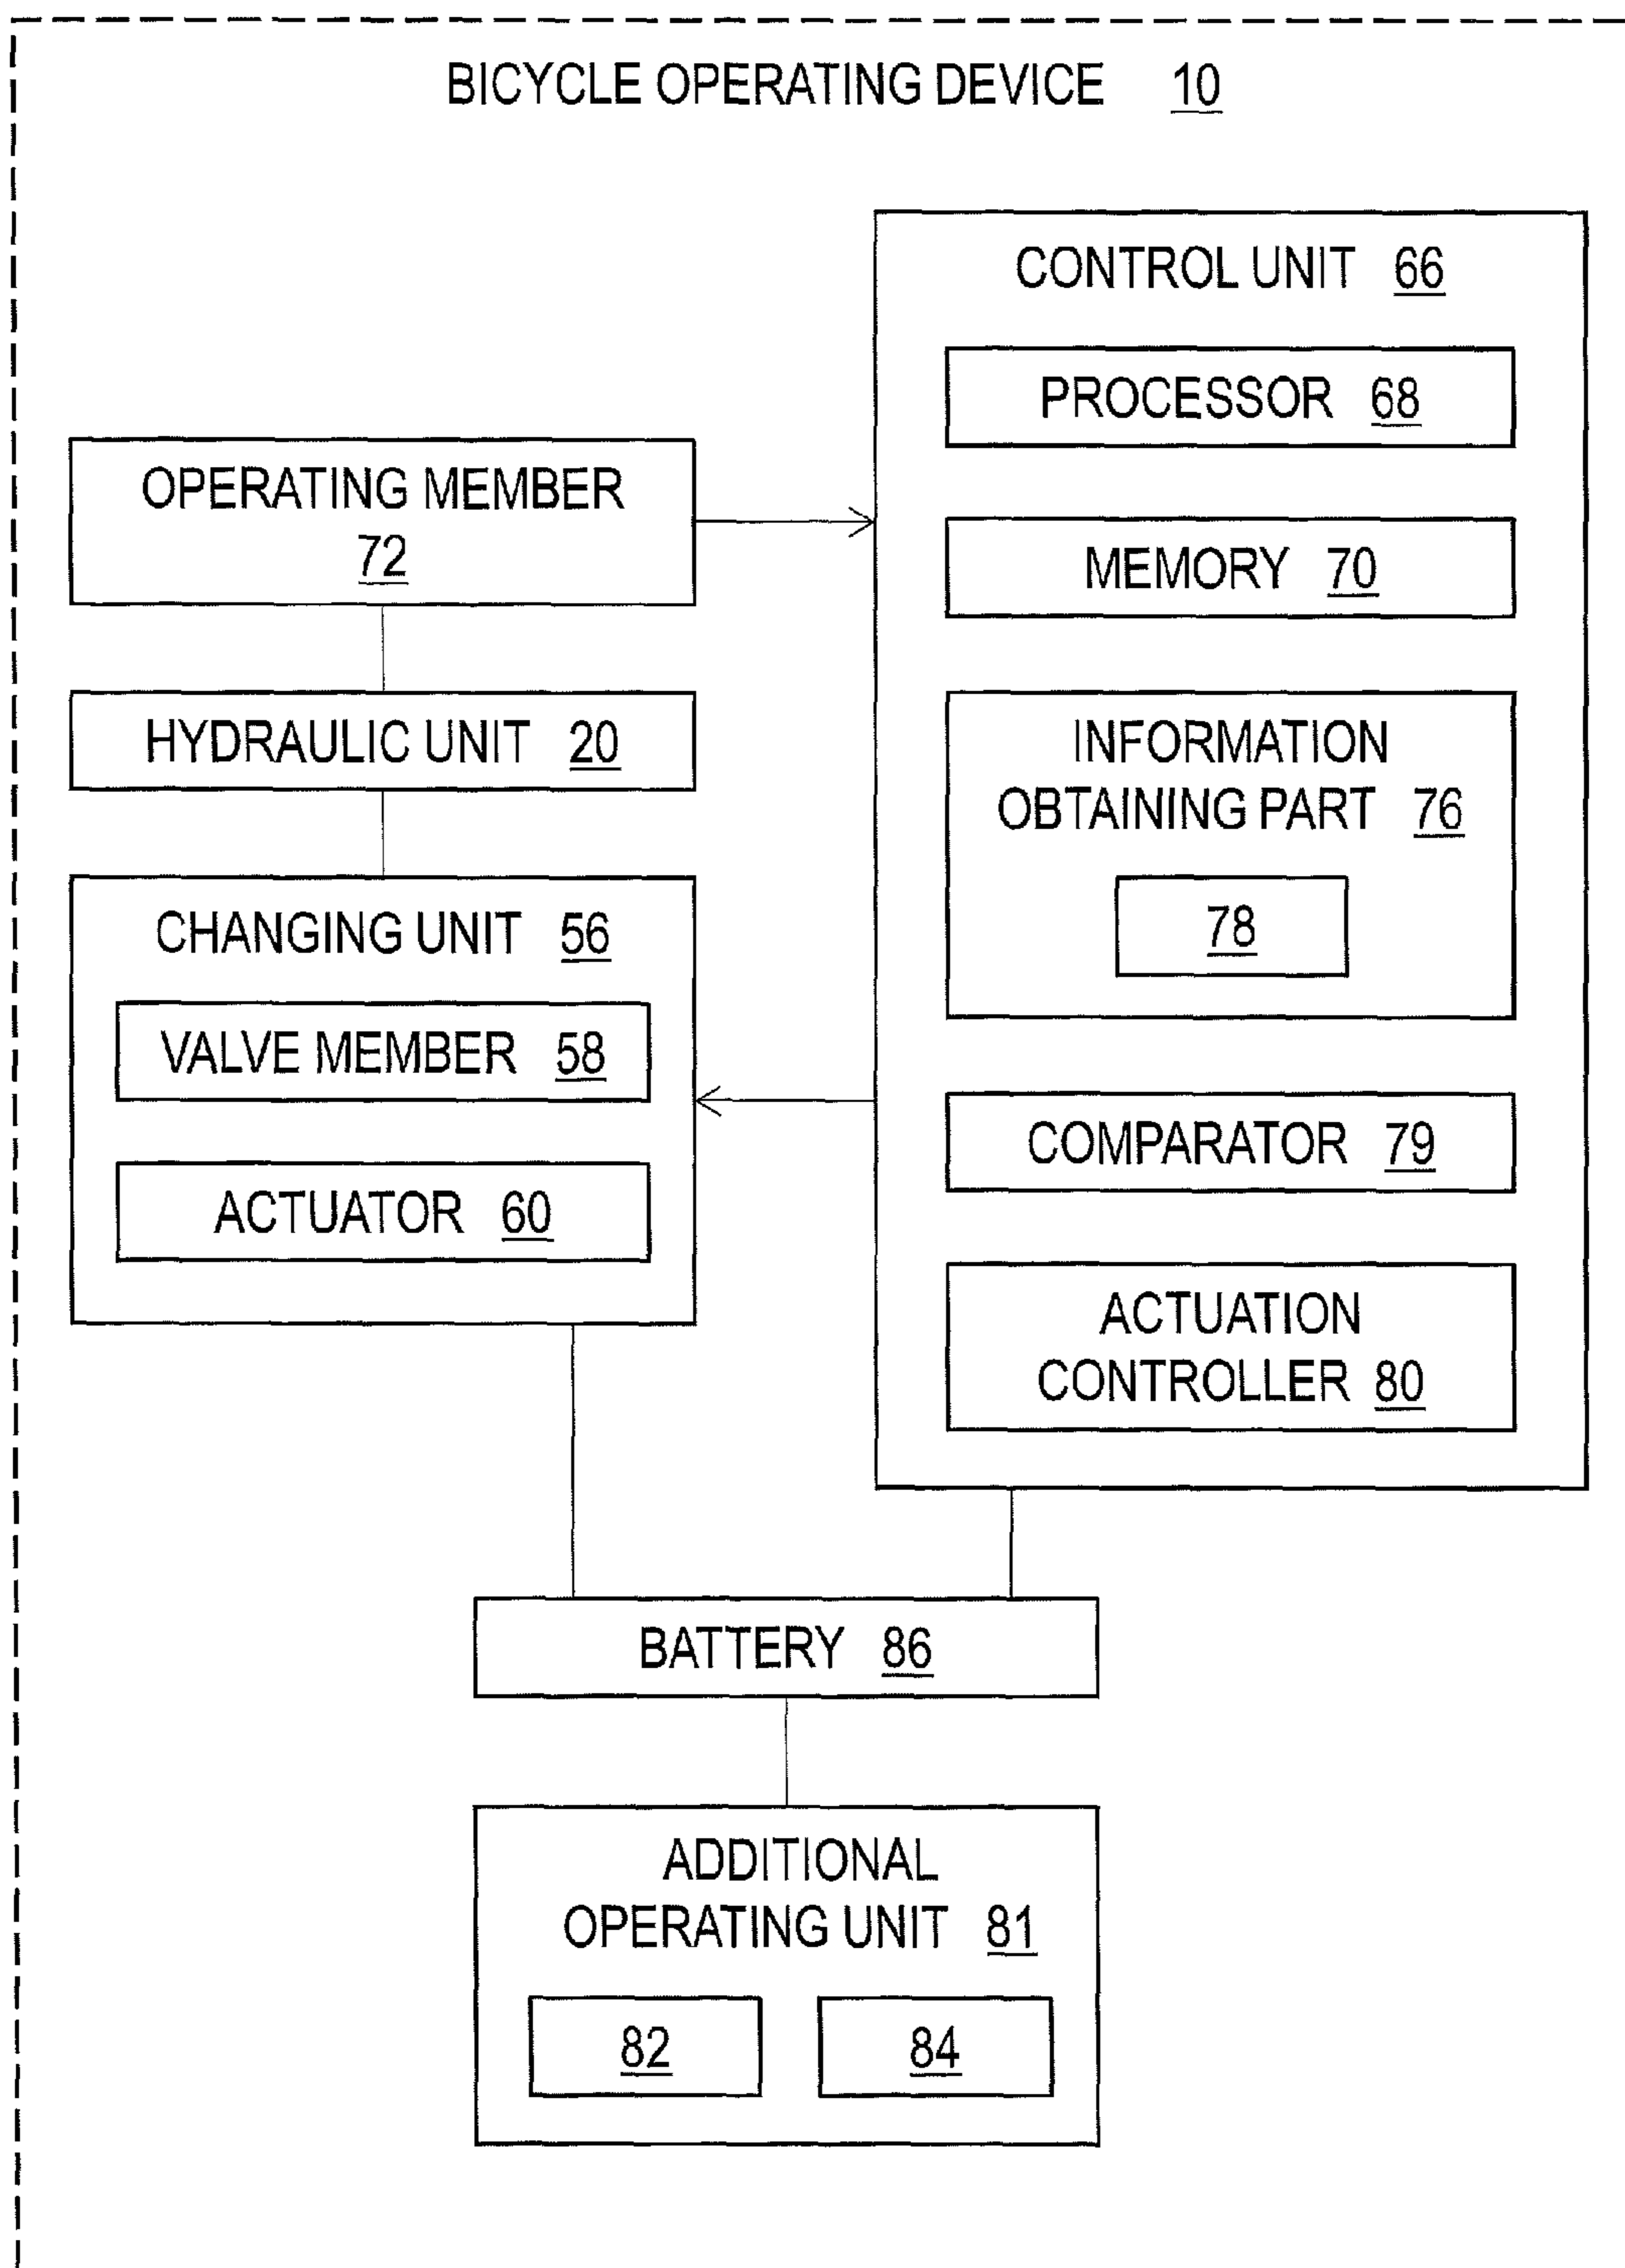 BICYCLE OPERATING DEVICE 10
CONTROL UNIT 66
PROCESSOR 68
MEMORY 70
INFORMATION
OBTAINING PART 76
78
COMPARATOR 79
ACTUATION
CONTROLLER 80
OPERATING MEMBER
72
HYDRAULIC UNIT 20
CHANGING UNIT 56
VALVE MEMBER 58
ACTUATOR 60
BATTERY 86
ADDITIONAL
OPERATING UNIT 81
82 84